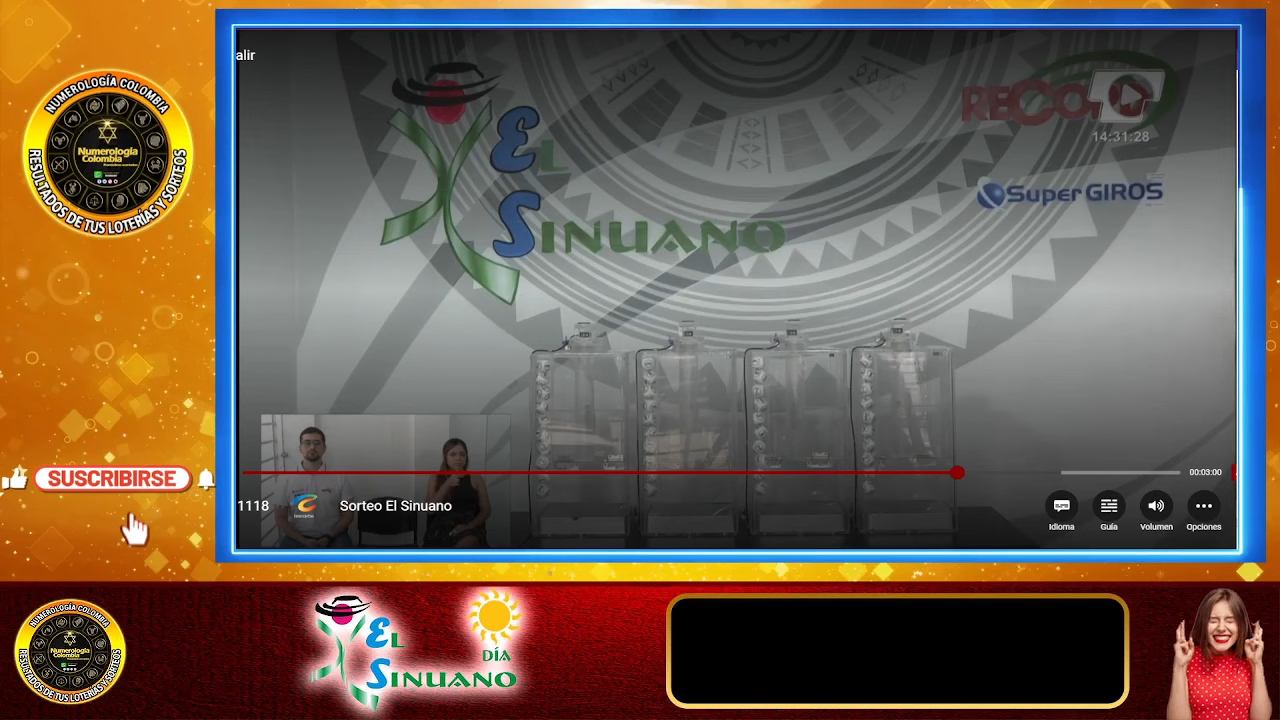 NUMEROLOGÍA COLOMBIA
Numerología
Colombia
RESULTADOS DE TUS LOTERÍAS Y SORTEOS
SUSCRIBIRSE
alir
EL
SINUANO
RECO
14:31:28
SuperGIROS
00:03:00
1118
Sorteo El Sinuano
Idioma
Guía
Volumen
Opciones
NUMEROLOGÍA COLOMBIA
Numerología
Colombia
RESULTADOS DE TUS LOTERÍAS Y SORTEOS
EL
SINUANO
DÍA